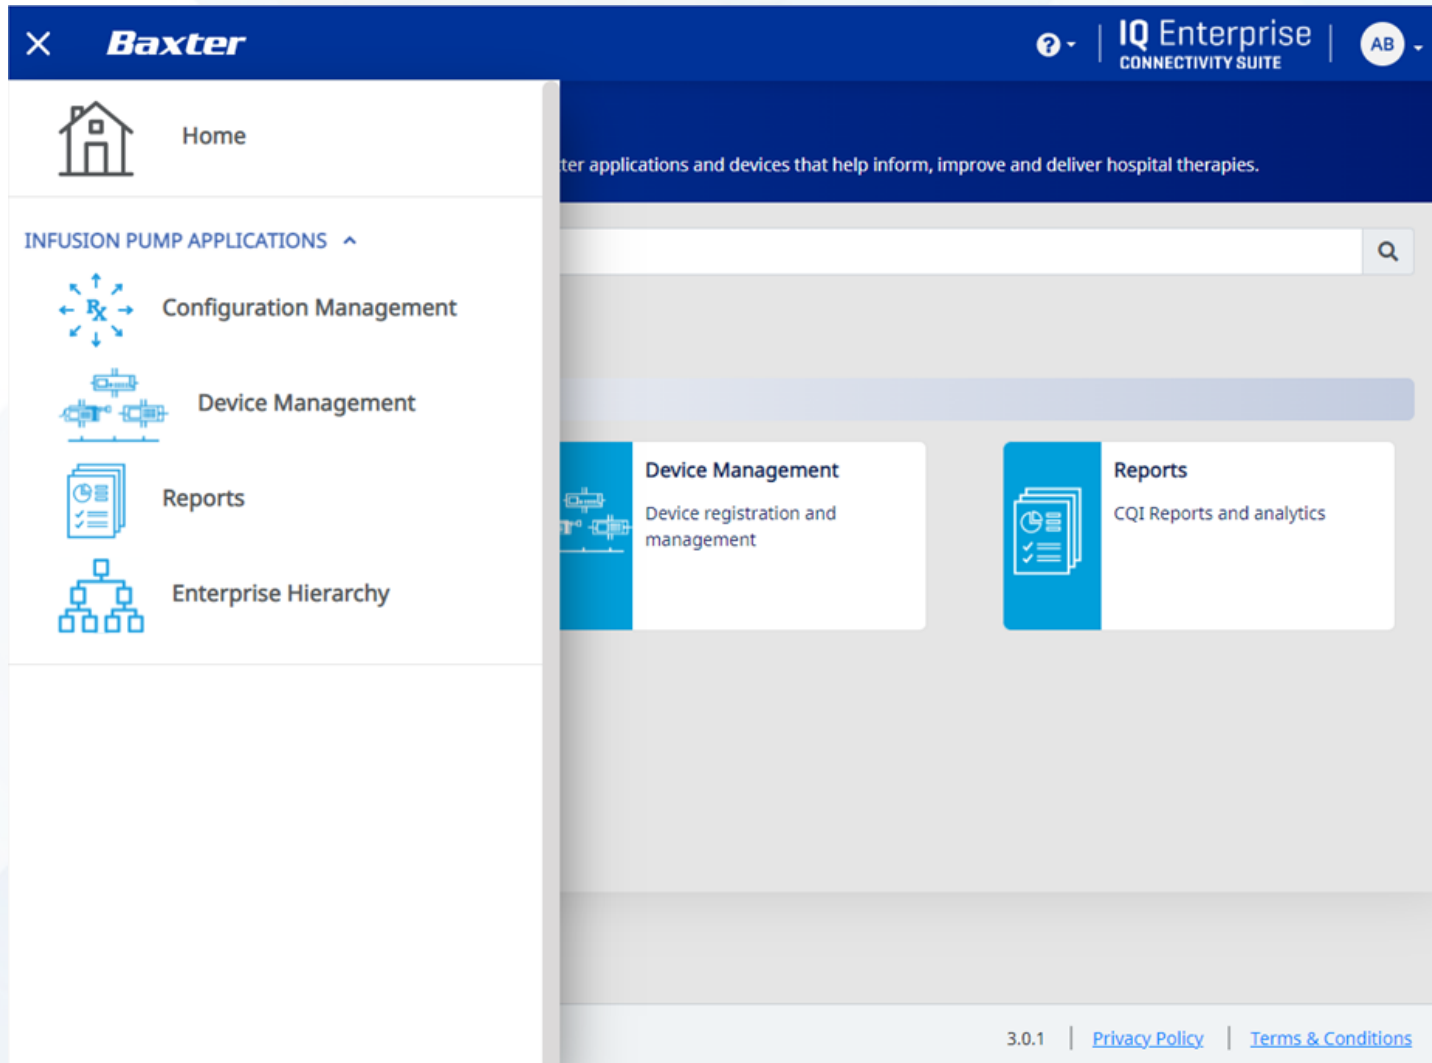 Baxter
IQ Enterprise
CONNECTIVITY SUITE
AB
Home
applications and devices that help inform, improve and deliver hospital therapies.
INFUSION PUMP APPLICATIONS
Rx
Configuration Management
Device Management
Reports
Enterprise Hierarchy
Device Management
Device registration and
management
Reports
CQI Reports and analytics
3.0.1
Privacy Policy
Terms & Conditions